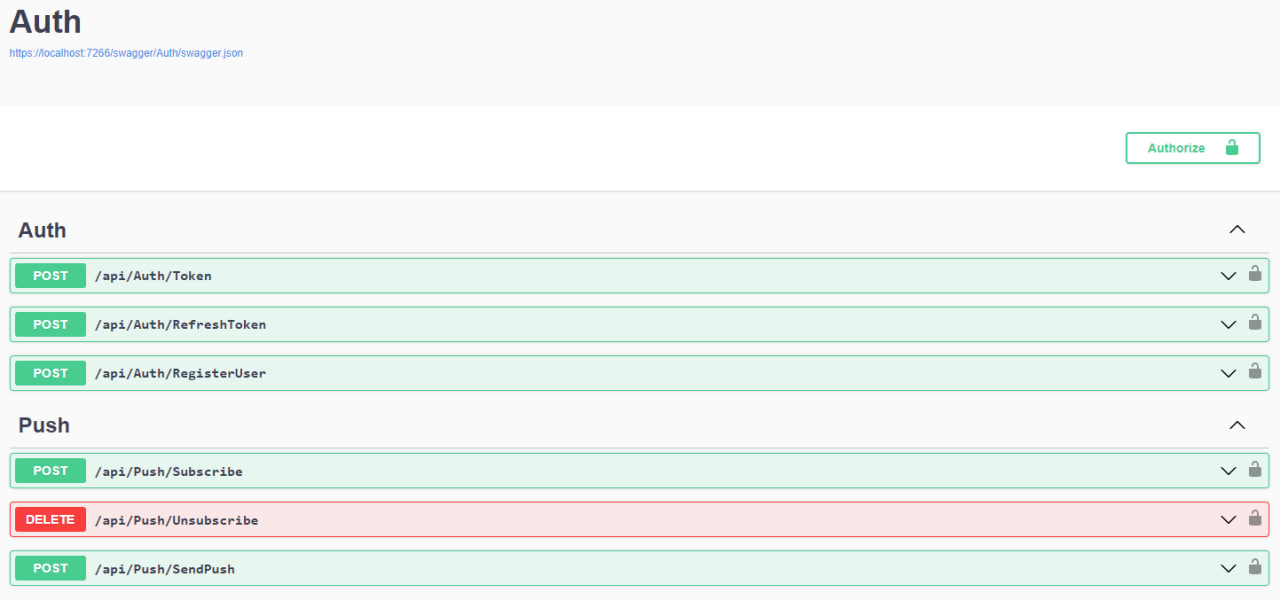 Auth
https://localhost:7266/swagger/Auth/swagger.json
Authorize
Auth
POST /api/Auth/Token
POST /api/Auth/RefreshToken
POST /api/Auth/RegisterUser
Push
POST /api/Push/Subscribe
DELETE /api/Push/Unsubscribe
POST /api/Push/SendPush